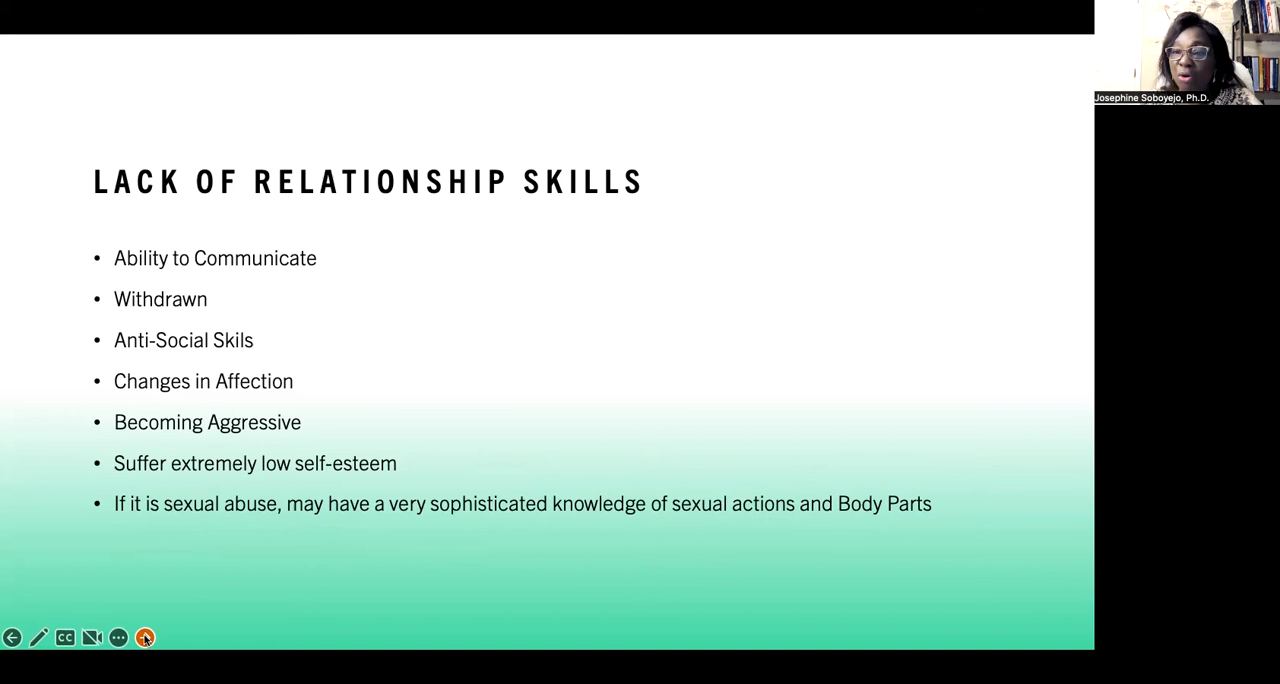 Josephine Soboyejo, Ph.D.
LACK OF RELATIONSHIP SKILLS
• Ability to Communicate
• Withdrawn
• Anti-Social Skils
• Changes in Affection
• Becoming Aggressive
• Suffer extremely low self-esteem
• If it is sexual abuse, may have a very sophisticated knowledge of sexual actions and Body Parts
CC